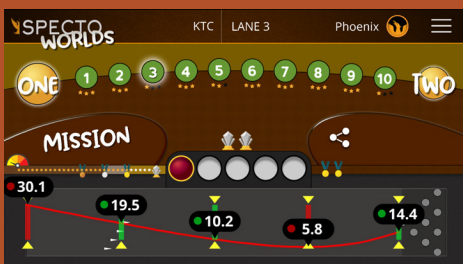 SPECTO
WORLDS
KTC
LANE 3
Phoenix
ONE
1
2
3
4
5
6
7
8
9
10
TWO
MISSION
30.1
19.5
10.2
5.8
14.4